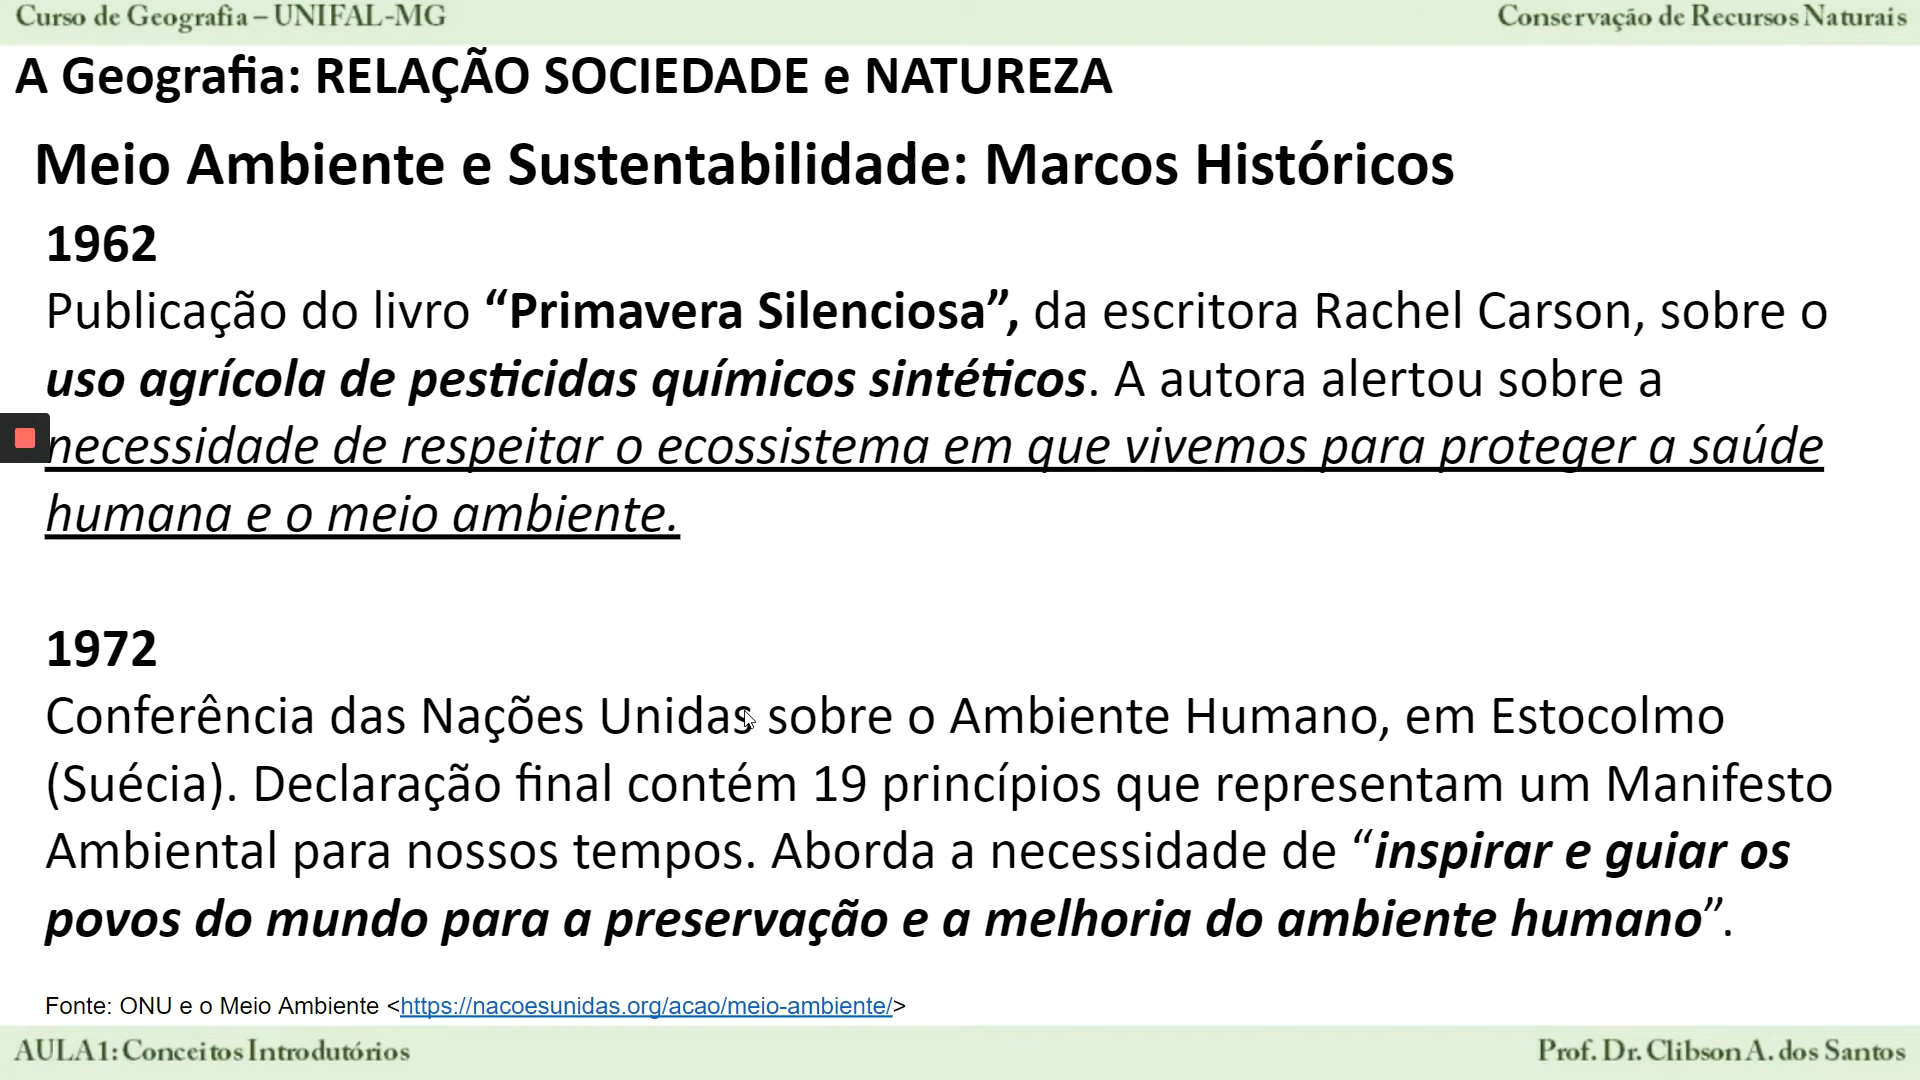 Curso de Geografia – UNIFAL-MG
Conservação de Recursos Naturais
A Geografia: RELAÇÃO SOCIEDADE e NATUREZA
Meio Ambiente e Sustentabilidade: Marcos Históricos
1962
Publicação do livro “Primavera Silenciosa”, da escritora Rachel Carson, sobre o
uso agrícola de pesticidas químicos sintéticos. A autora alertou sobre a
necessidade de respeitar o ecossistema em que vivemos para proteger a saúde
humana e o meio ambiente.
1972
Conferência das Nações Unidas sobre o Ambiente Humano, em Estocolmo
(Suécia). Declaração final contém 19 princípios que representam um Manifesto
Ambiental para nossos tempos. Aborda a necessidade de “inspirar e guiar os
povos do mundo para a preservação e a melhoria do ambiente humano”.
Fonte: ONU e o Meio Ambiente <https://nacoesunidas.org/acao/meio-ambiente/>
AULA1: Conceitos Introdutórios
Prof. Dr. Clibson A. dos Santos